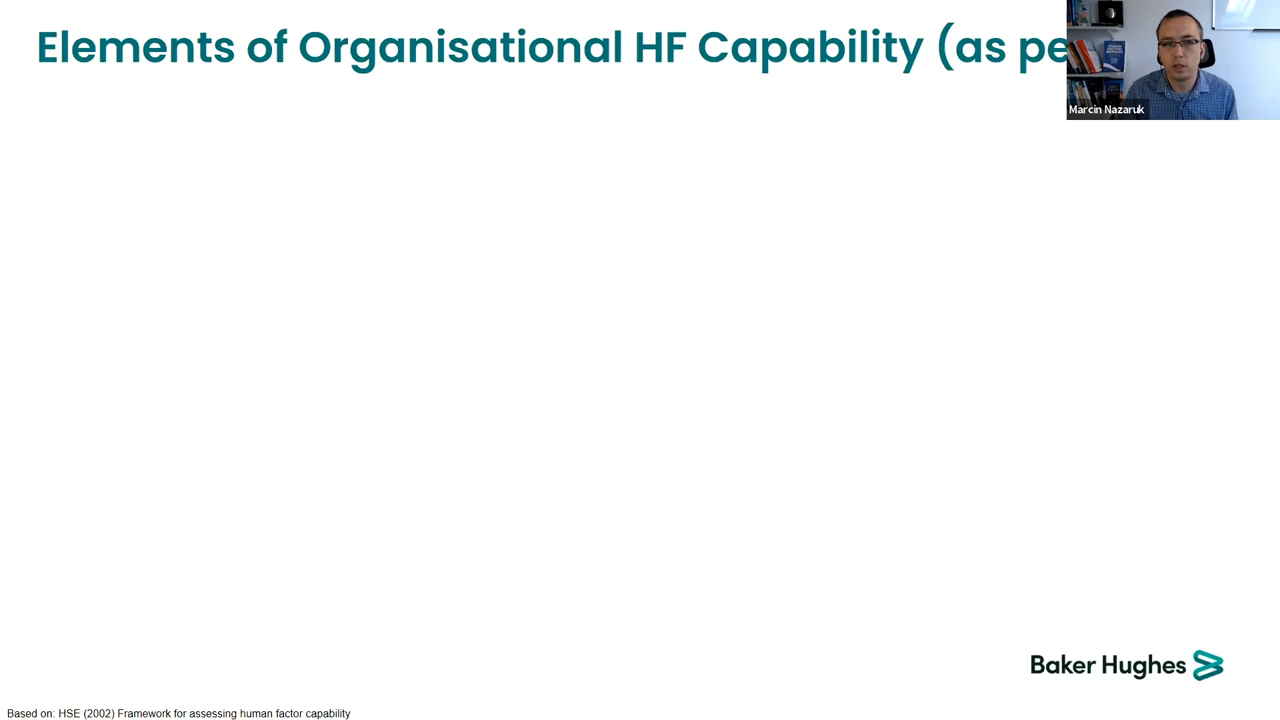 Elements of Organisational HF Capability (as pe
Marcin Nazaruk
Baker Hughes
Based on: HSE (2002) Framework for assessing human factor capability